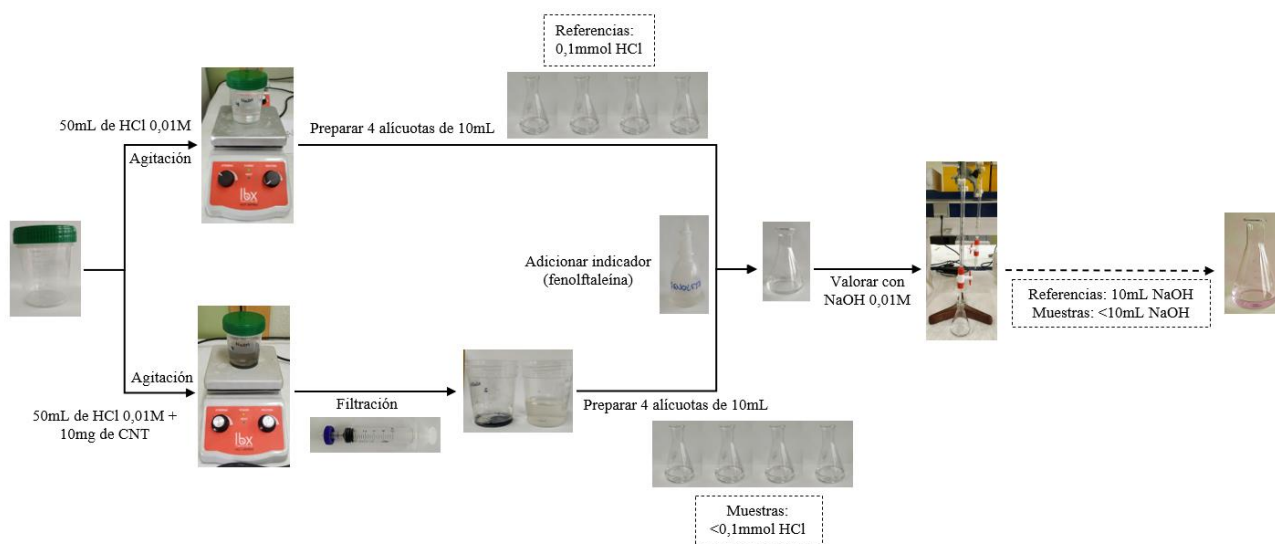 Referencias:
0,1mmol HCl
50mL de HCl 0,01M
Agitación
lbx
Preparar 4 alícuotas de 10mL
Adicionar indicador
(fenolftaleína)
Valorar con
NaOH 0,01M
Referencias: 10mL NaOH
Muestras: <10mL NaOH
Agitación
50mL de HCl 0,01M +
10mg de CNT
lbx
Filtración
Preparar 4 alícuotas de 10mL
Muestras:
<0,1mmol HCl